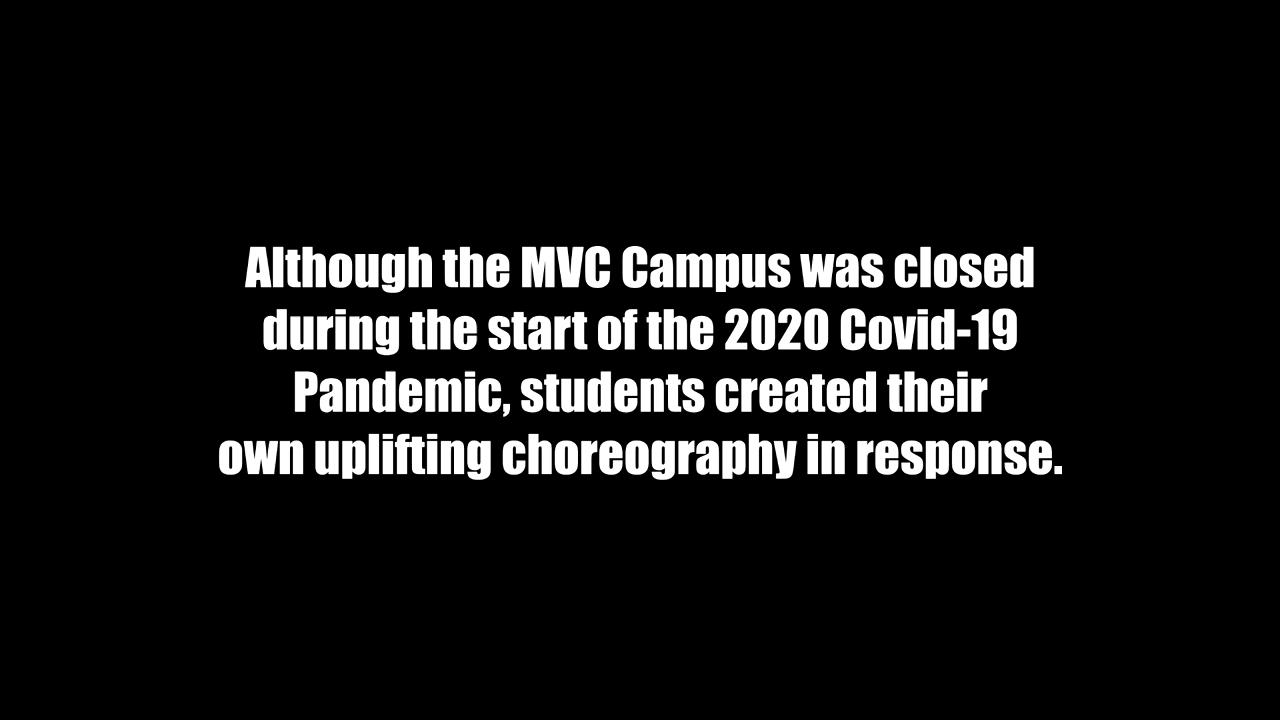 Although the MVC Campus was closed
during the start of the 2020 Covid-19
Pandemic, students created their
own uplifting choreography in response.